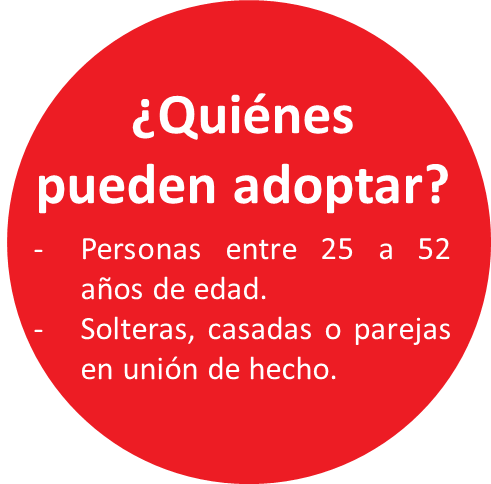 ¿Quiénes
pueden adoptar?
- Personas entre 25 a 52
años de edad.
- Solteras, casadas o parejas
en unión de hecho.